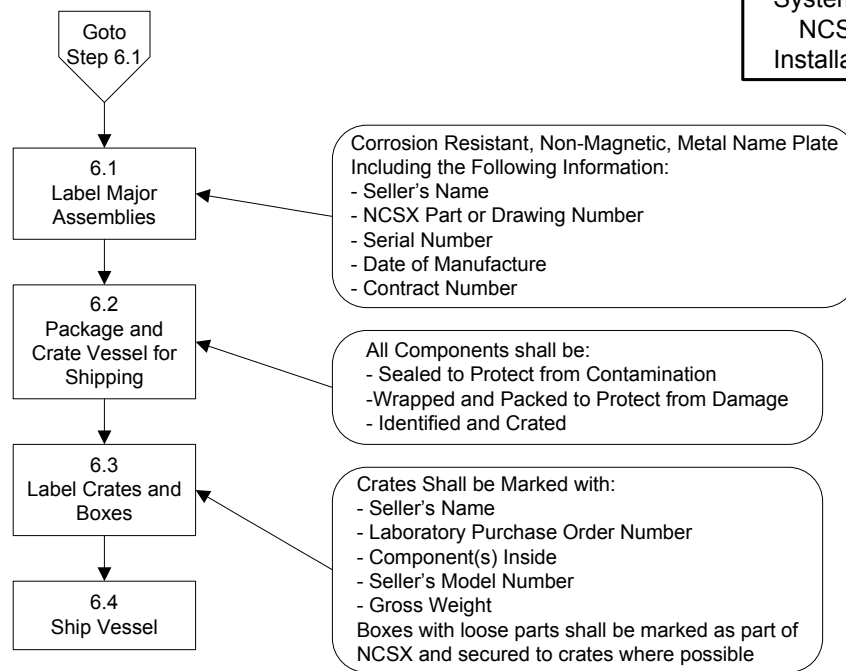 Goto
Step 6.1
System
NCS
Installa
6.1
Label Major
Assemblies
Corrosion Resistant, Non-Magnetic, Metal Name Plate
Including the Following Information:
- Seller's Name
- NCSX Part or Drawing Number
- Serial Number
- Date of Manufacture
- Contract Number
6.2
Package and
Crate Vessel for
Shipping
All Components shall be:
- Sealed to Protect from Contamination
-Wrapped and Packed to Protect from Damage
- Identified and Crated
6.3
Label Crates and
Boxes
Crates Shall be Marked with:
- Seller's Name
- Laboratory Purchase Order Number
- Component(s) Inside
- Seller's Model Number
- Gross Weight
Boxes with loose parts shall be marked as part of
NCSX and secured to crates where possible
6.4
Ship Vessel